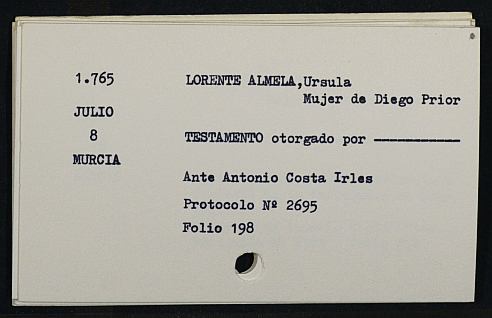 1.765 LORENTE ALMELA,Ursula
Mujer de Diego Prior
JULIO
8 TESTAMENTO otorgado por ----------
MURCIA
Ante Antonio Costa Irles
Protocolo Nº 2695
Folio 198